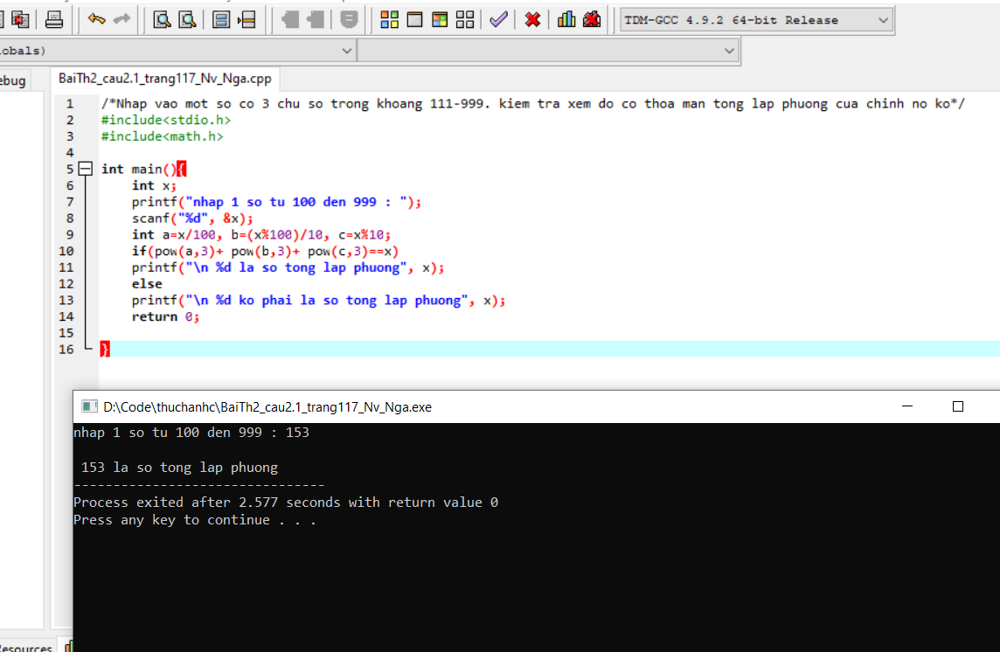 TDM-GCC 4.9.2 64-bit Release
obals)
ebug
BaiTh2_cau2.1_trang117_Nv_Nga.cpp
1 /*Nhap vao mot so co 3 chu so trong khoang 111-999. kiem tra xem do co thoa man tong lap phuong cua chinh no ko*/
2 #include<stdio.h>
3 #include<math.h>
4
5 int main(){
6 int x;
7 printf("nhap 1 so tu 100 den 999 : ");
8 scanf("%d", &x);
9 int a=x/100, b=(x%100)/10, c=x%10;
10 if(pow(a,3)+ pow(b,3)+ pow(c,3)==x)
11 printf("\n %d la so tong lap phuong", x);
12 else
13 printf("\n %d ko phai la so tong lap phuong", x);
14 return 0;
15
16 }
D:\Code\thuchanhc\BaiTh2_cau2.1_trang117_Nv_Nga.exe
nhap 1 so tu 100 den 999 : 153
153 la so tong lap phuong
--------------------------------
Process exited after 2.577 seconds with return value 0
Press any key to continue . . .
Resources